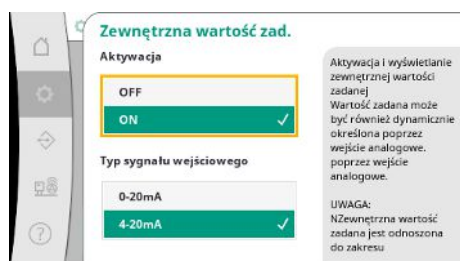 Zewnętrzna wartość zad.
Aktywacja
OFF
ON
Typ sygnału wejściowego
0-20mA
4-20mA
Aktywacja i wyświetlanie
zewnętrznej wartości
zadanej
Wartość zadana może
być również dynamicznie
określona poprzez
wejście analogowe.
poprzez wejście
analogowe.
UWAGA:
NZewnętrzna wartość
zadana jest odnoszona
do zakresu